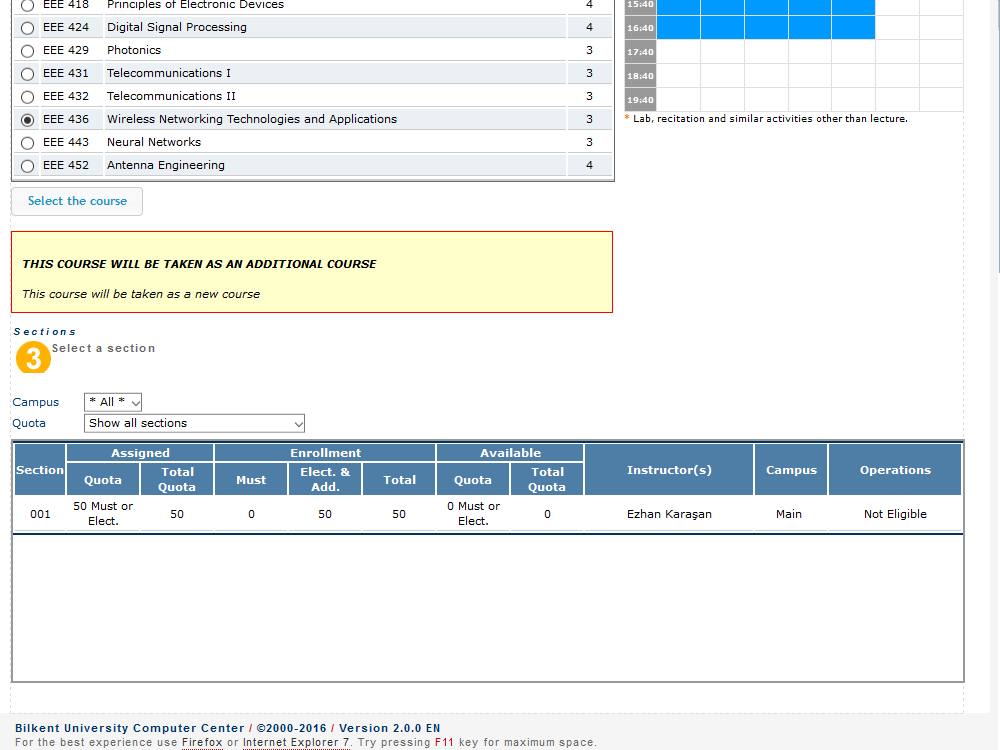 EEE 418 Principles of Electronic Devices 4
EEE 424 Digital Signal Processing 4
EEE 429 Photonics 3
EEE 431 Telecommunications I 3
EEE 432 Telecommunications II 3
EEE 436 Wireless Networking Technologies and Applications 3
EEE 443 Neural Networks 3
EEE 452 Antenna Engineering 4
15:40
16:40
17:40
18:40
19:40
* Lab, recitation and similar activities other than lecture.
Select the course
THIS COURSE WILL BE TAKEN AS AN ADDITIONAL COURSE
This course will be taken as a new course
Sections
3 Select a section
Campus * All *
Quota Show all sections
Section Assigned Enrollment Available Instructor(s) Campus Operations
Quota Total Quota Must Elect. & Add. Total Quota Total Quota
001 50 Must or Elect. 50 0 50 50 0 Must or Elect. 0 Ezhan Karaşan Main Not Eligible
Bilkent University Computer Center / ©2000-2016 / Version 2.0.0 EN
For the best experience use Firefox or Internet Explorer 7. Try pressing F11 key for maximum space.